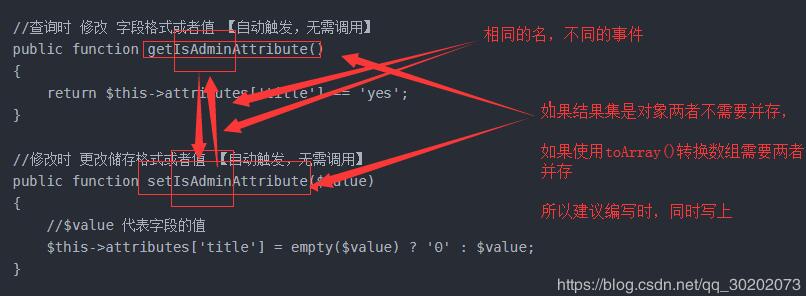 //查询时 修改 字段格式或者值 【自动触发，无需调用】
public function getIsAdminAttribute()
{
return $this->attributes['title'] == 'yes';
}
//修改时 更改储存格式或者值 【自动触发，无需调用】
public function setIsAdminAttribute($value)
{
//$value 代表字段的值
$this->attributes['title'] = empty($value) ? '0' : $value;
}
相同的名，不同的事件
如果结果集是对象两者不需要并存，
如果使用toArray()转换数组需要两者
并存
所以建议编写时，同时写上
https://blog.csdn.net/qq_30202073